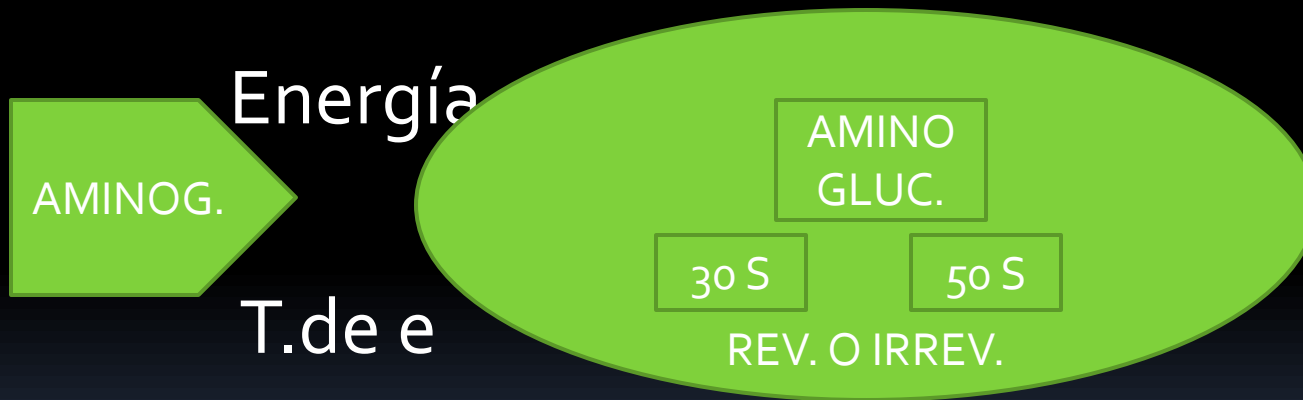 Energía
AMINOG.
T.de e
AMINO
GLUC.
30 S
50 S
REV. O IRREV.